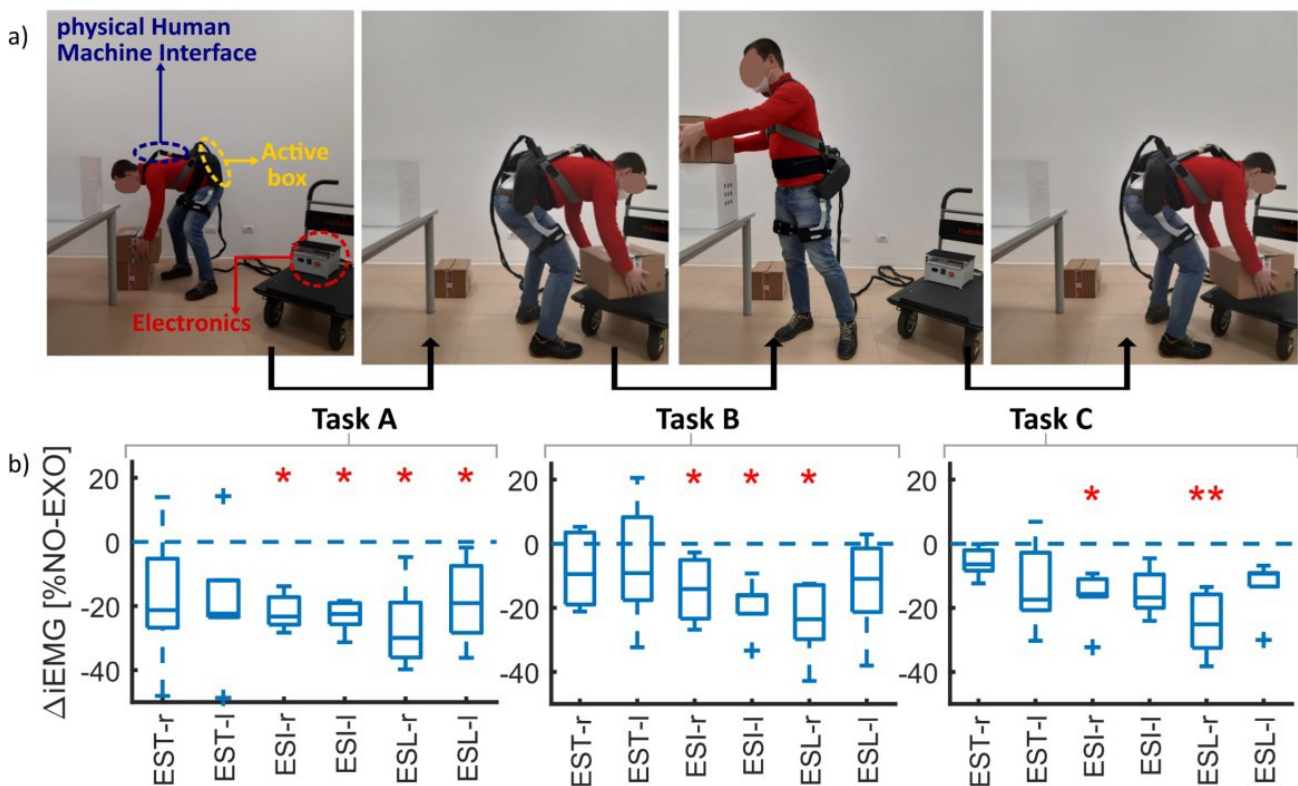 a)
physical Human
Machine Interface
Active
box
Electronics
Task A
Task B
Task C
b)
ΔiEMG [%NO-EXO]
20
0
-20
-40
* * * *
EST-r
EST-l
ESI-r
ESI-l
ESL-r
ESL-l
20
0
-20
-40
* * *
EST-r
EST-l
ESI-r
ESI-l
ESL-r
ESL-l
20
0
-20
-40
* **
EST-r
EST-l
ESI-r
ESI-l
ESL-r
ESL-l